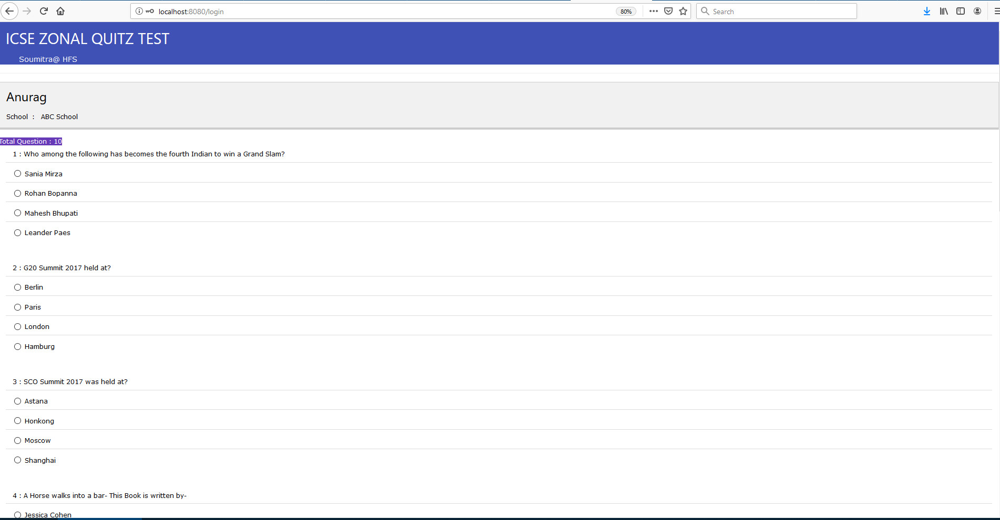 localhost:8080/login
80%
Search
ICSE ZONAL QUITZ TEST
Soumitra@ HFS
Anurag
School : ABC School
Total Question : 10
1 : Who among the following has becomes the fourth Indian to win a Grand Slam?
Sania Mirza
Rohan Bopanna
Mahesh Bhupati
Leander Paes
2 : G20 Summit 2017 held at?
Berlin
Paris
London
Hamburg
3 : SCO Summit 2017 was held at?
Astana
Honkong
Moscow
Shanghai
4 : A Horse walks into a bar- This Book is written by-
Jessica Cohen